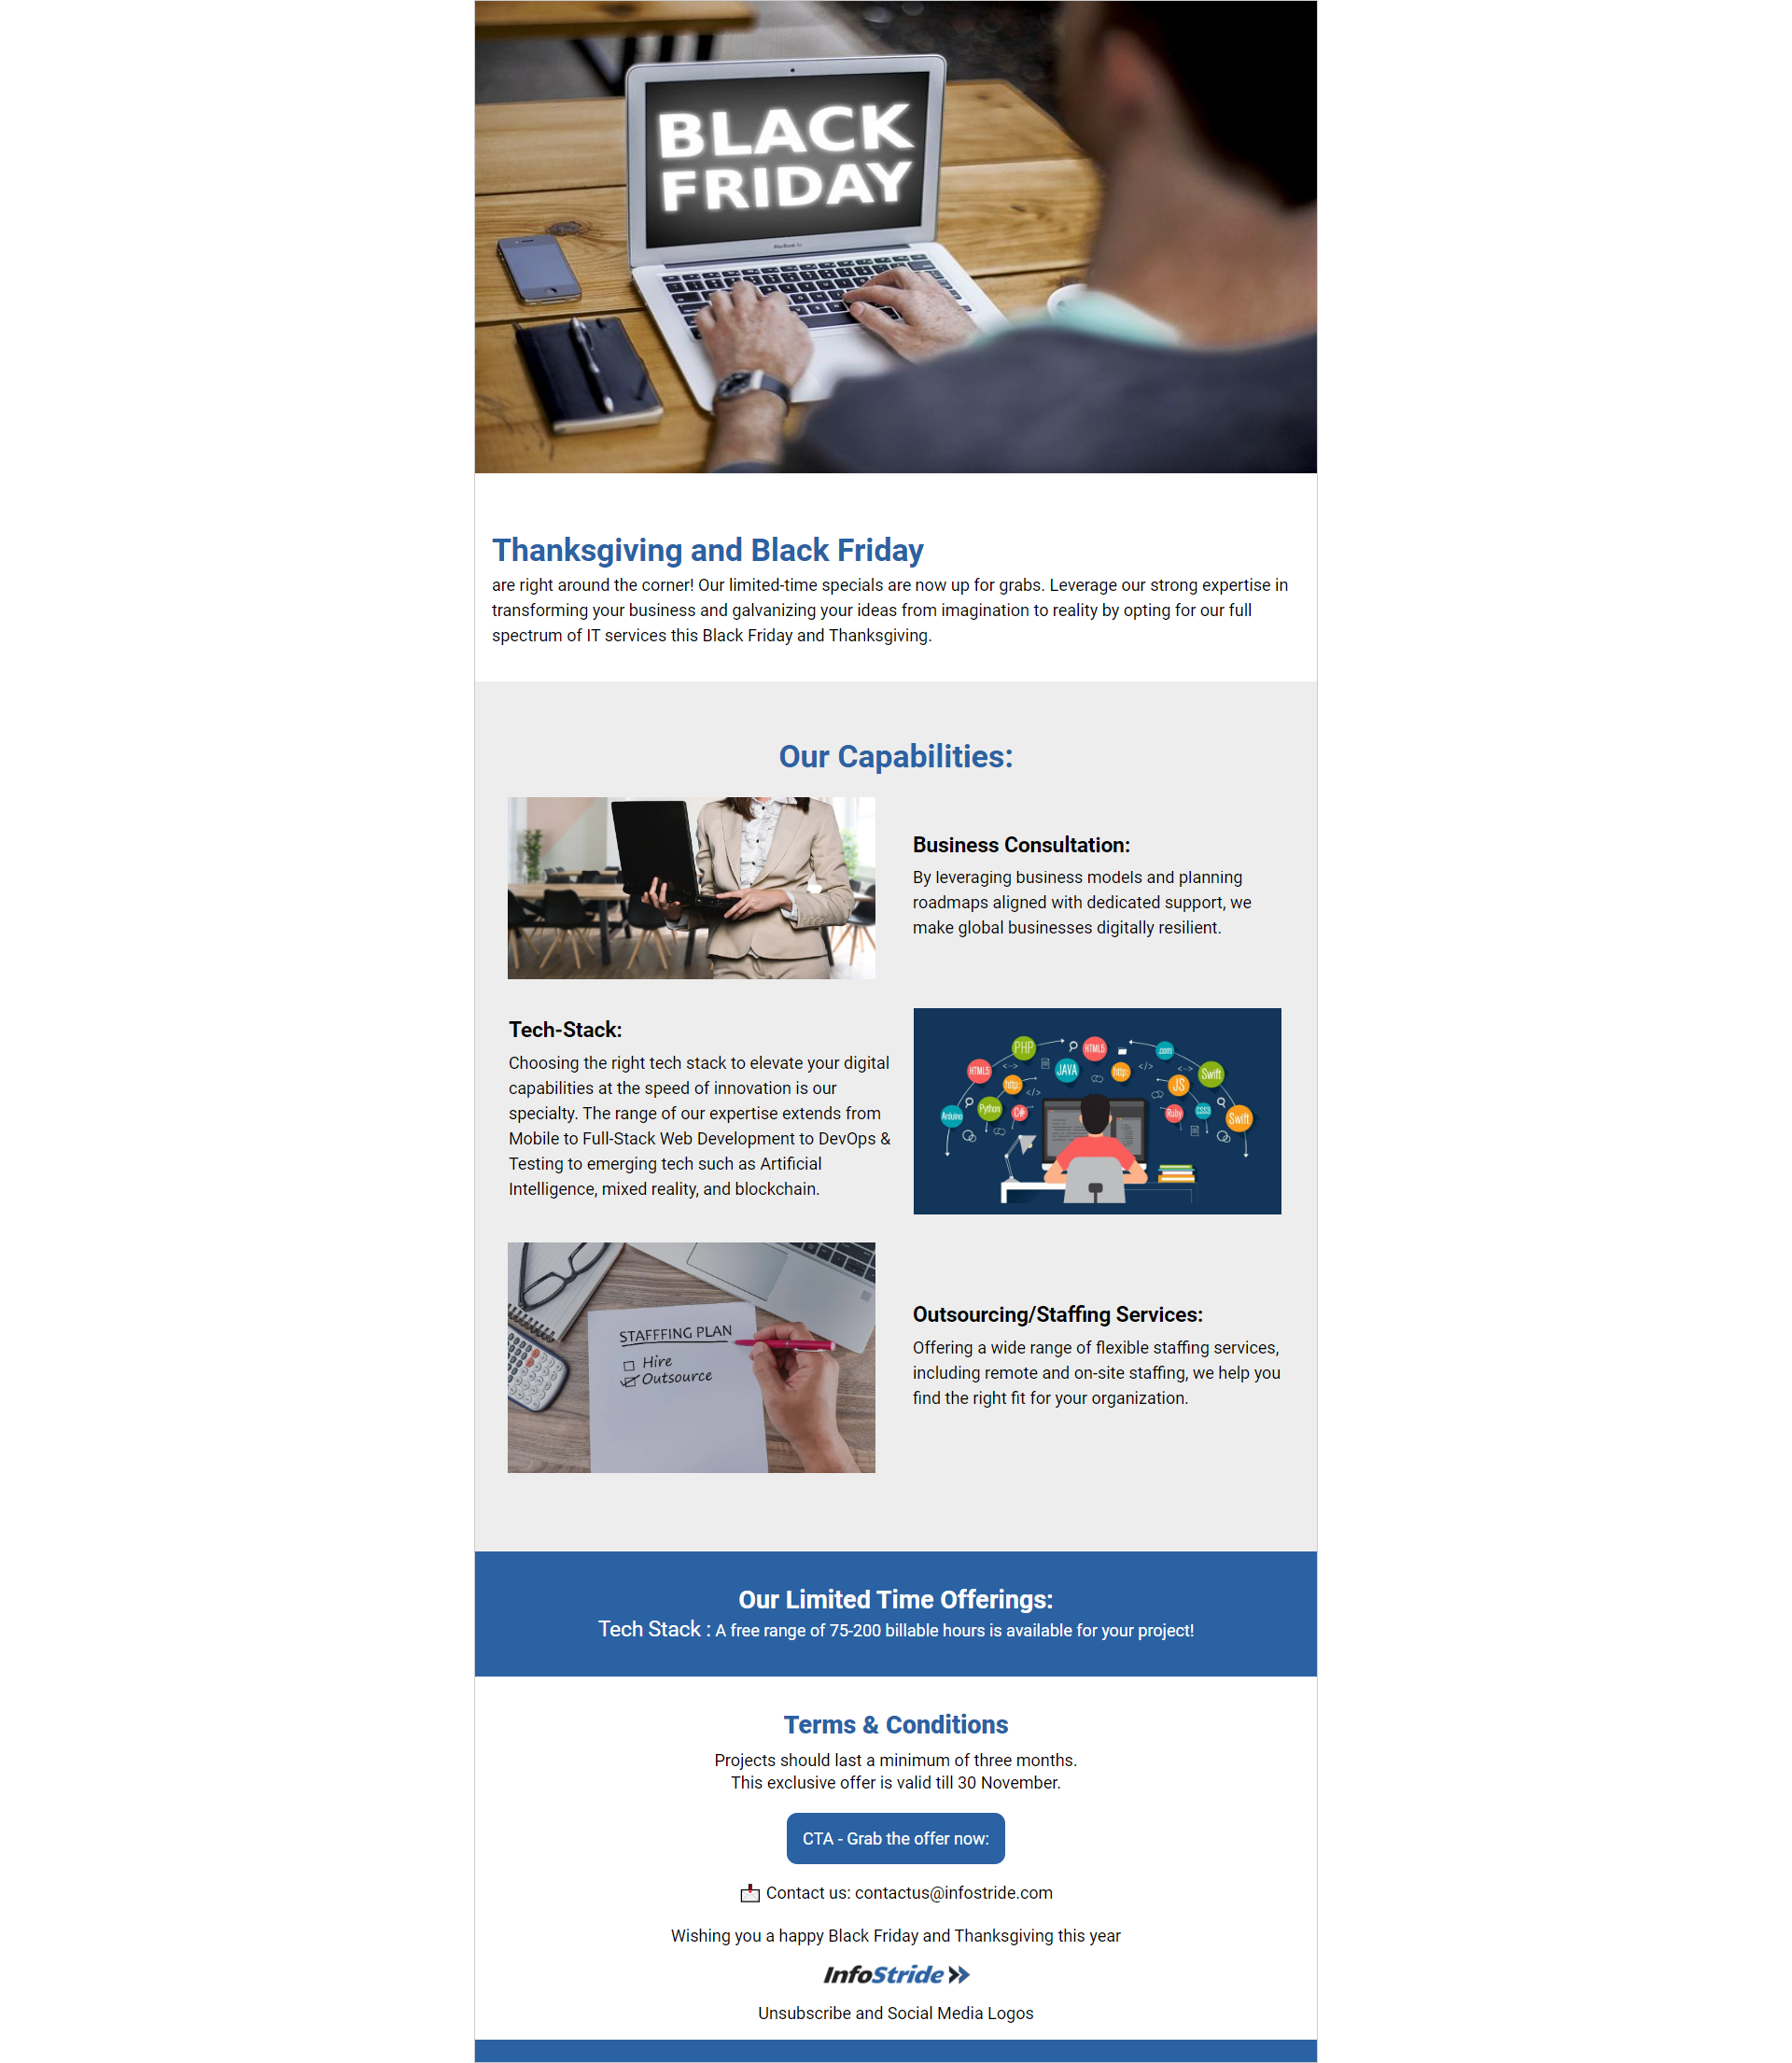 BLACK
FRIDAY
MacBook Air
Thanksgiving and Black Friday
are right around the corner! Our limited-time specials are now up for grabs. Leverage our strong expertise in
transforming your business and galvanizing your ideas from imagination to reality by opting for our full
spectrum of IT services this Black Friday and Thanksgiving.
Our Capabilities:
Business Consultation:
By leveraging business models and planning
roadmaps aligned with dedicated support, we
make global businesses digitally resilient.
Tech-Stack:
Choosing the right tech stack to elevate your digital
capabilities at the speed of innovation is our
specialty. The range of our expertise extends from
Mobile to Full-Stack Web Development to DevOps &
Testing to emerging tech such as Artificial
Intelligence, mixed reality, and blockchain.
PHP
HTML5
.com
HTML5
JAVA
http:
Swift
http:
JS
Arduino
Python
C#
Ruby
CSS3
Swift
STAFFFING PLAN
Hire
Outsource
Outsourcing/Staffing Services:
Offering a wide range of flexible staffing services,
including remote and on-site staffing, we help you
find the right fit for your organization.
Our Limited Time Offerings:
Tech Stack : A free range of 75-200 billable hours is available for your project!
Terms & Conditions
Projects should last a minimum of three months.
This exclusive offer is valid till 30 November.
CTA - Grab the offer now:
Contact us: contactus@infostride.com
Wishing you a happy Black Friday and Thanksgiving this year
InfoStride
Unsubscribe and Social Media Logos